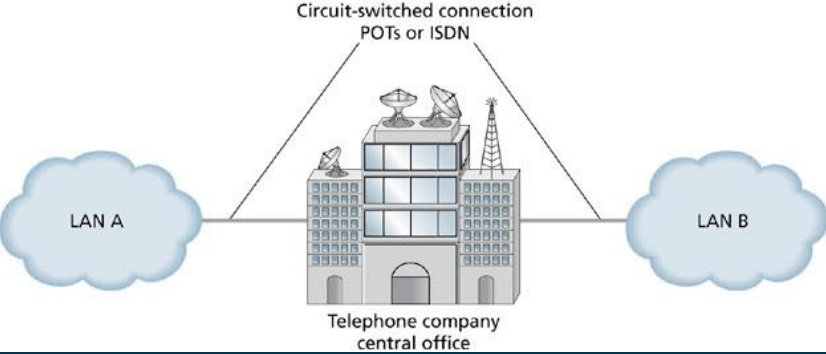 Circuit-switched connection
POTs or ISDN
LAN A
LAN B
Telephone company
central office